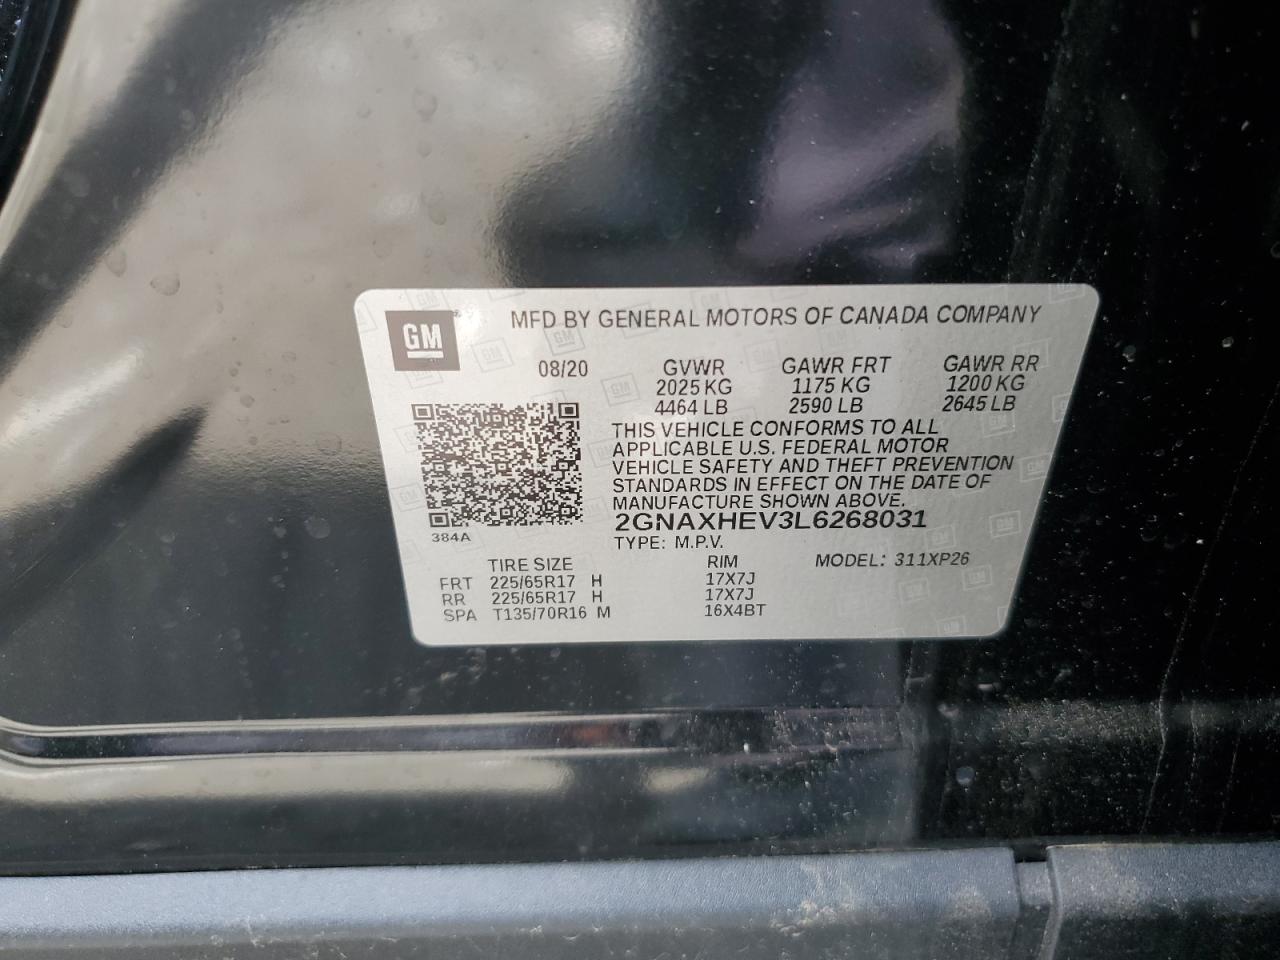 GM
MFD BY GENERAL MOTORS OF CANADA COMPANY
08/20 GVWR GAWR FRT GAWR RR
2025 KG 1175 KG 1200 KG
4464 LB 2590 LB 2645 LB
THIS VEHICLE CONFORMS TO ALL
APPLICABLE U.S. FEDERAL MOTOR
VEHICLE SAFETY AND THEFT PREVENTION
STANDARDS IN EFFECT ON THE DATE OF
MANUFACTURE SHOWN ABOVE.
2GNAXHEV3L6268031
384A
TYPE: M.P.V.
TIRE SIZE RIM MODEL: 311XP26
FRT 225/65R17 H 17X7J
RR 225/65R17 H 17X7J
SPA T135/70R16 M 16X4BT